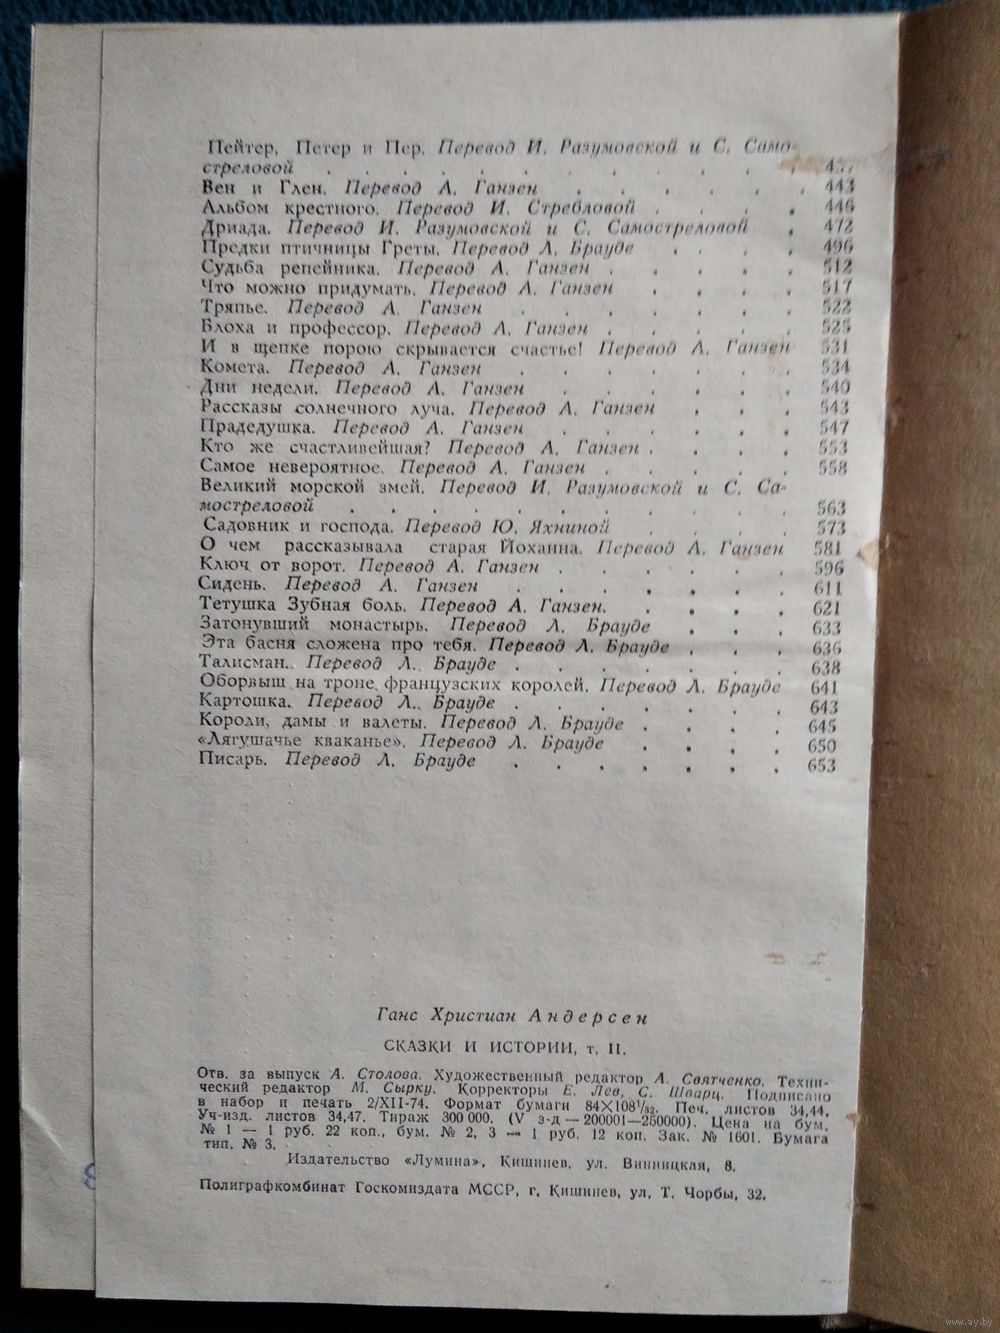 Пейтер, Петер и Пер. Перевод И. Разумовской и С. Само-
стреловой . . . . . . . . . . .
Вен и Глен. Перевод А. Ганзен . . . . . . 443
Альбом крестного. Перевод И. Стребловой . . . . 446
Дриада. Перевод И. Разумовской и С. Самостреловой . 472
Предки птичницы Греты. Перевод Л. Брауде . . . . 496
Судьба репейника. Перевод А. Ганзен . . . . . 512
Что можно придумать. Перевод А. Ганзен . . . . 517
Тряпье. Перевод А. Ганзен . . . . . . . 522
Блоха и профессор. Перевод А. Ганзен . . . . . 525
И в щепке порою скрывается счастье! Перевод А. Ганзен 531
Комета. Перевод А. Ганзен . . . . . . . 534
Дни недели. Перевод А. Ганзен . . . . . . 540
Рассказы солнечного луча. Перевод А. Ганзен . . . 543
Прадедушка. Перевод А. Ганзен . . . . . . 547
Кто же счастливейшая? Перевод А. Ганзен . . . . 553
Самое невероятное. Перевод А. Ганзен . . . . . 558
Великий морской змей. Перевод И. Разумовской и С. Са-
мостреловой . . . . . . . . . . . 563
Садовник и господа. Перевод Ю. Яхниной . . . . 573
О чем рассказывала старая Йоханна. Перевод А. Ганзен 581
Ключ от ворот. Перевод А. Ганзен . . . . . . 596
Сидень. Перевод А. Ганзен . . . . . . . 611
Тетушка Зубная боль. Перевод А. Ганзен. . . . . 621
Затонувший монастырь. Перевод Л. Брауде . . . 633
Эта басня сложена про тебя. Перевод Л. Брауде . . . 636
Талисман. Перевод Л. Брауде . . . . . . . 638
Оборвыш на троне французских королей. Перевод Л. Брауде 641
Картошка. Перевод Л. Брауде . . . . . . . 643
Короли, дамы и валеты. Перевод Л. Брауде . . . . 645
«Лягушачье кваканье». Перевод Л. Брауде . . . . 650
Писарь. Перевод Л. Брауде . . . . . . . 653
Ганс Христиан Андерсен
СКАЗКИ И ИСТОРИИ, т. II.
Отв. за выпуск А. Столова. Художественный редактор А. Святченко. Техни-
ческий редактор М. Сырку. Корректоры Е. Лев, С. Шварц. Подписано
в набор и печать 2/XII-74. Формат бумаги 84×108¹/₃₂. Печ. листов 34,44.
Уч-изд. листов 34,47. Тираж 300 000. (V з-д — 200001—250000). Цена на бум.
№ 1 — 1 руб. 22 коп., бум. № 2, 3 — 1 руб. 12 коп. Зак. № 1601. Бумага
тип. № 3.
Издательство «Лумина», Кишинев, ул. Винницкая, 8.
Полиграфкомбинат Госкомиздата МССР, г. Кишинев, ул. Т. Чорбы, 32.
www.ay.by